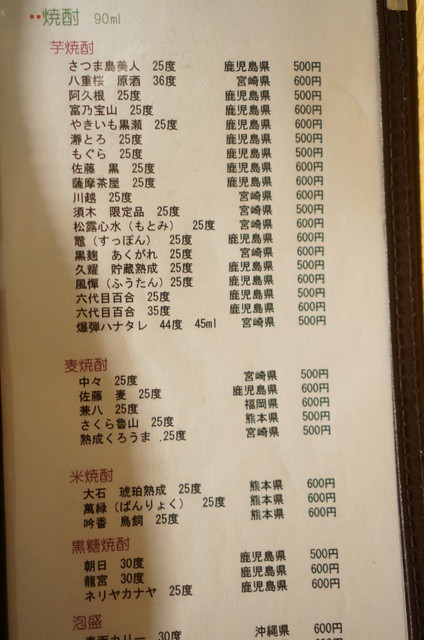 ••焼酎 90ml
芋焼酎
さつま島美人 25度 鹿児島県 500円
八重桜 原酒 36度 宮崎県 600円
阿久根 25度 鹿児島県 500円
富乃宝山 25度 鹿児島県 600円
やきいも黒瀬 25度 鹿児島県 600円
瀞とろ 25度 鹿児島県 500円
もぐら 25度 鹿児島県 500円
佐藤 黒 25度 鹿児島県 600円
薩摩茶屋 25度 鹿児島県 600円
川越 25度 宮崎県 600円
須木 限定品 25度 宮崎県 500円
松露心水（もとみ） 25度 宮崎県 600円
鼈（すっぽん） 25度 鹿児島県 500円
黒麹 あくがれ 25度 宮崎県 600円
久耀 貯蔵熟成 25度 鹿児島県 500円
風憚（ふうたん）25度 鹿児島県 600円
六代目百合 25度 鹿児島県 500円
六代目百合 35度 鹿児島県 600円
爆弾ハナタレ 44度 45ml 宮崎県 500円
麦焼酎
中々 25度 宮崎県 500円
佐藤 麦 25度 鹿児島県 600円
兼八 25度 福岡県 600円
さくら魯山 25度 熊本県 500円
熟成くろうま .25度 宮崎県 500円
米焼酎
大石 琥珀熟成 25度 熊本県 600円
萬緑（ばんりょく） 25度 熊本県 600円
吟香 鳥飼 25度 熊本県 600円
黒糖焼酎
朝日 30度 鹿児島県 500円
龍宮 30度 鹿児島県 600円
ネリヤカナヤ 25度 鹿児島県 600円
泡盛
カリー 30度 沖縄県 600円